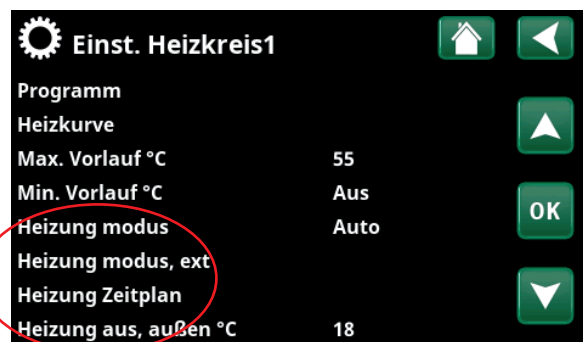 Einst. Heizkreis1
Programm
Heizkurve
Max. Vorlauf °C 55
Min. Vorlauf °C Aus
Heizung modus Auto
Heizung modus, ext
Heizung Zeitplan
Heizung aus, außen °C 18
OK